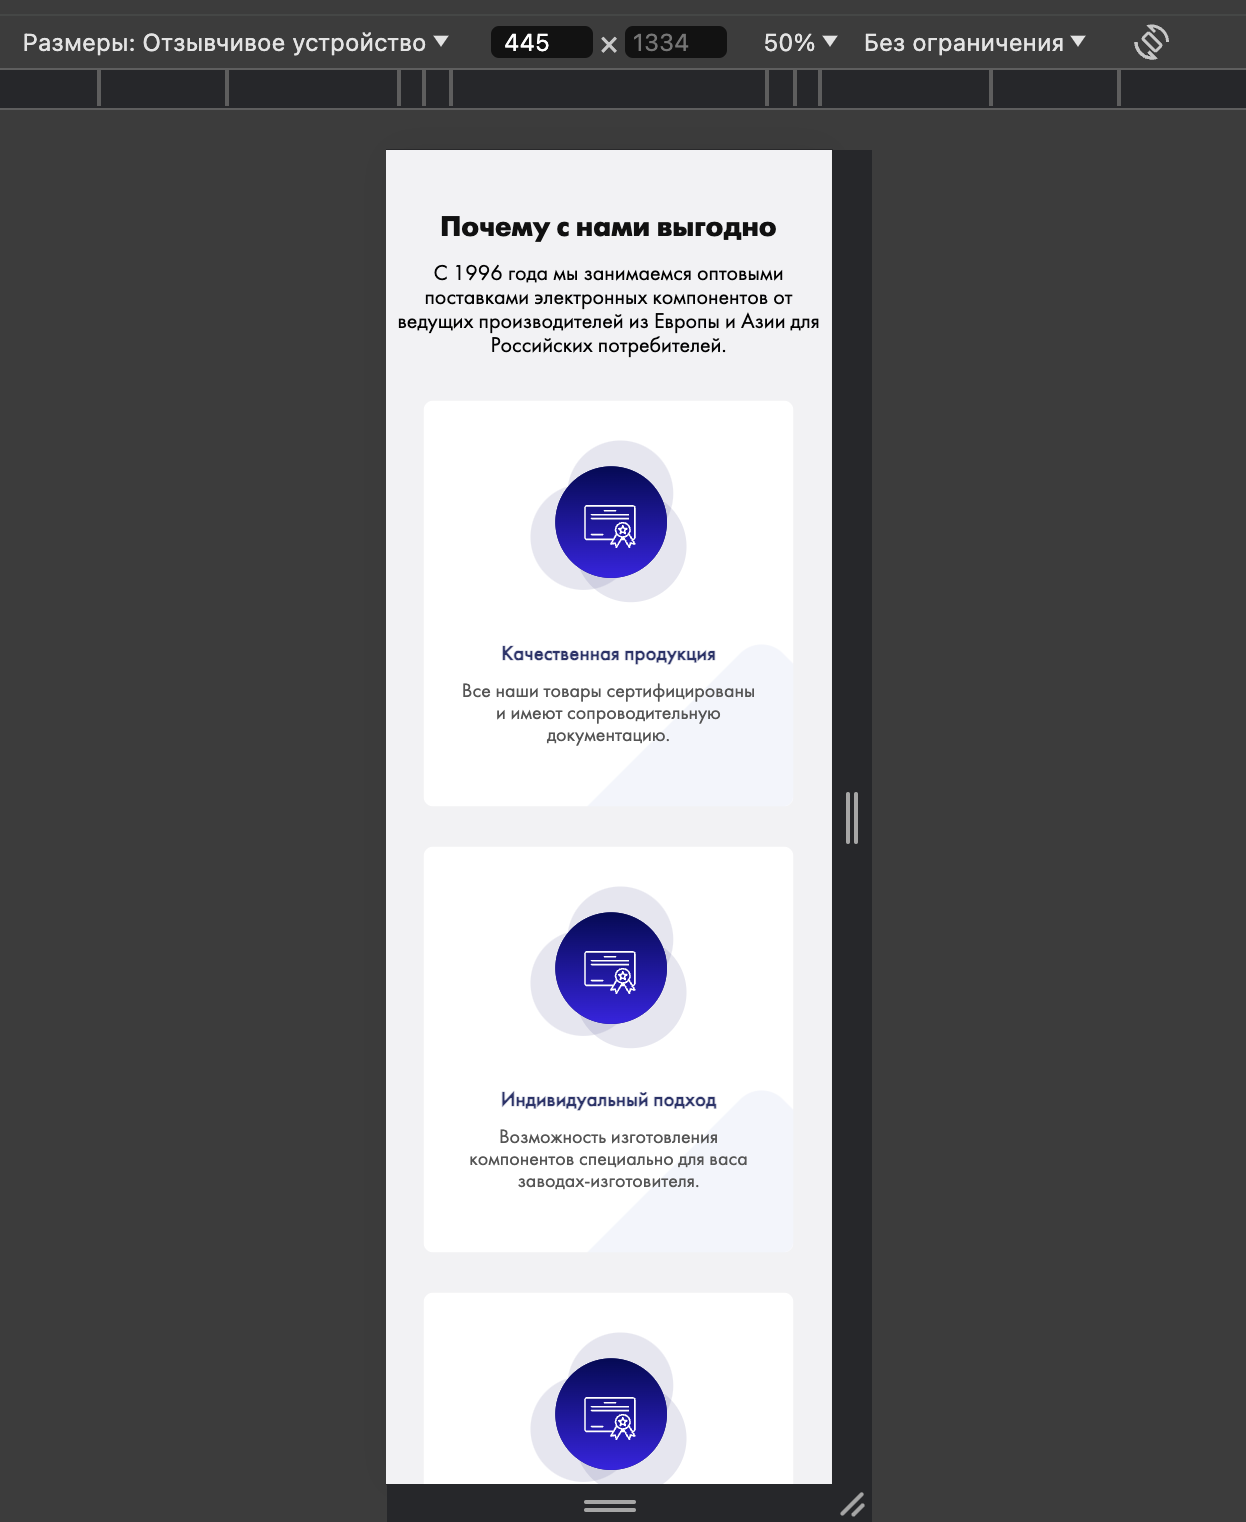 Размеры: Отзывчивое устройство ▼ 445 × 1334 50% ▼ Без ограничения ▼
Почему с нами выгодно
С 1996 года мы занимаемся оптовыми
поставками электронных компонентов от
ведущих производителей из Европы и Азии для
Российских потребителей.
Качественная продукция
Все наши товары сертифицированы
и имеют сопроводительную
документацию.
Индивидуальный подход
Возможность изготовления
компонентов специально для васа
заводах-изготовителя.